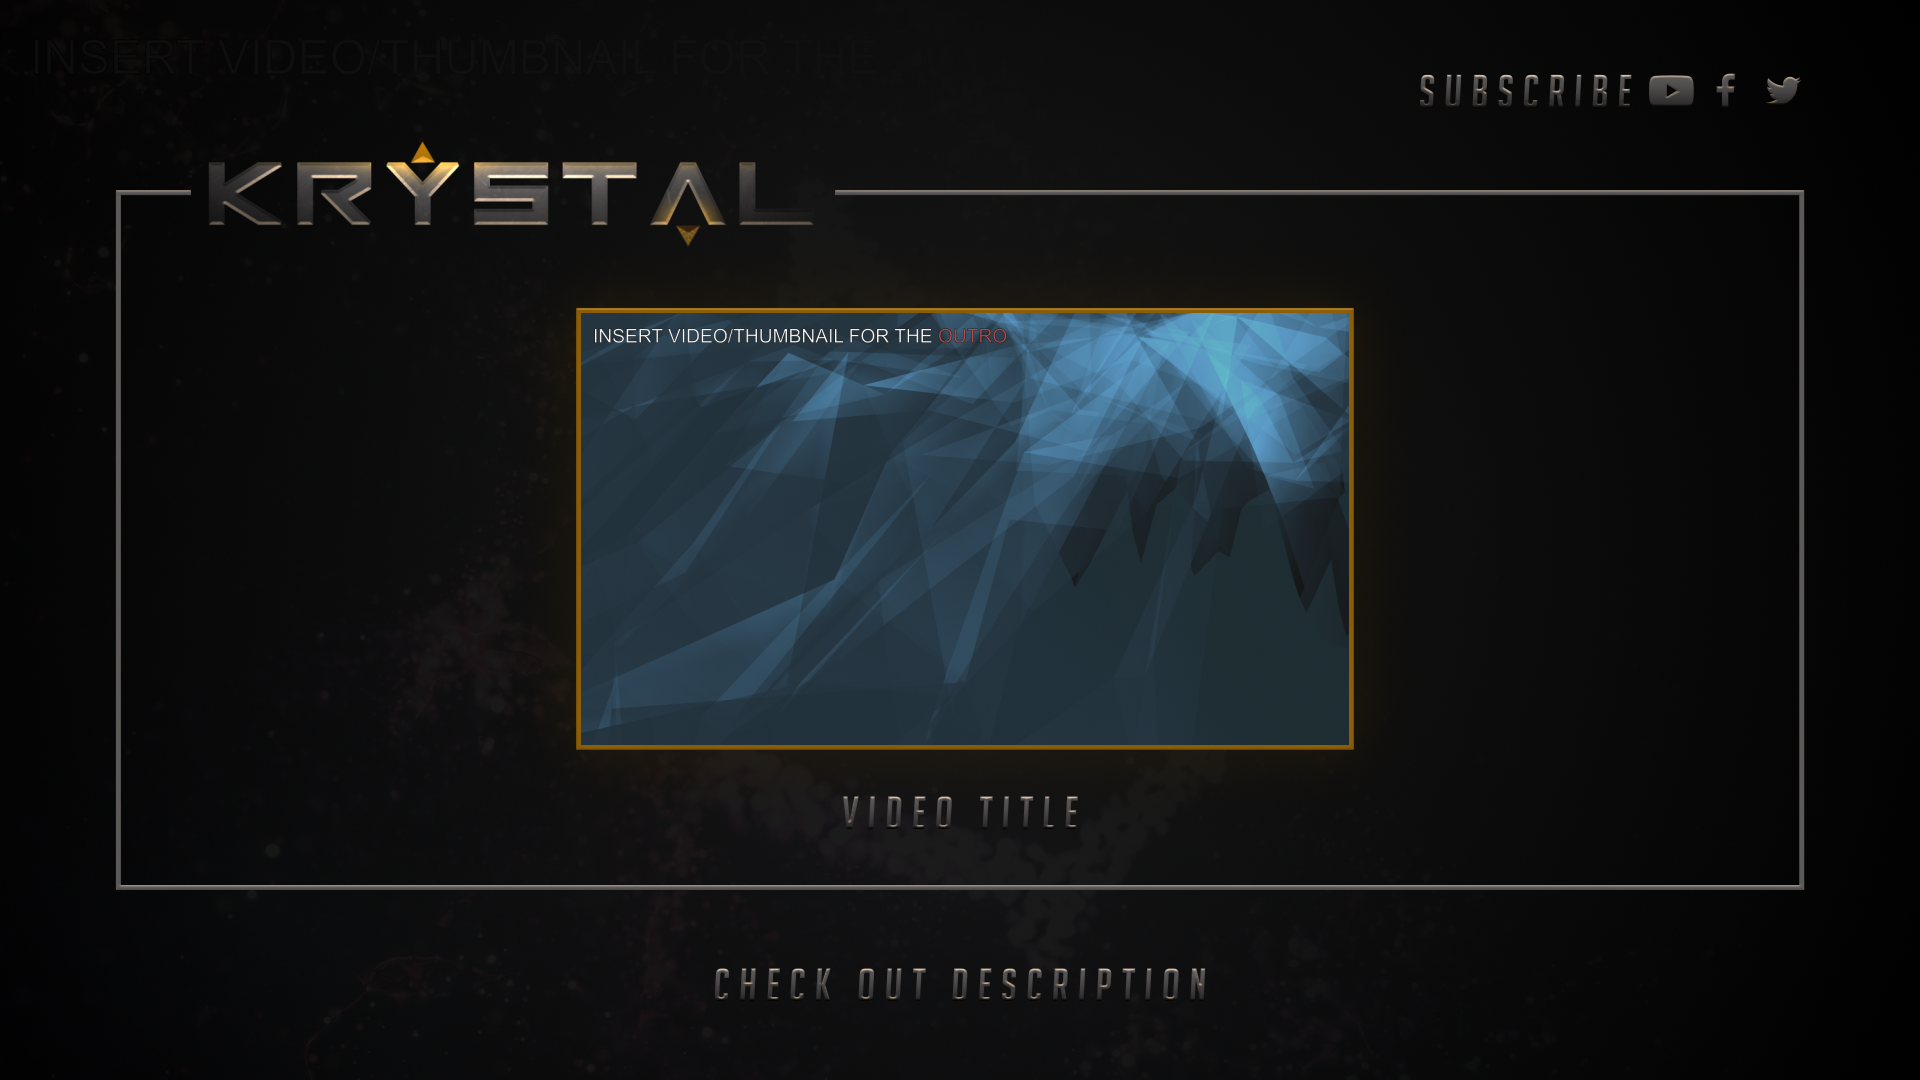 INSERT VIDEO/THUMBNAIL FOR THE
SUBSCRIBE
KRYSTAL
INSERT VIDEO/THUMBNAIL FOR THE OUTRO
VIDEO TITLE
CHECK OUT DESCRIPTION